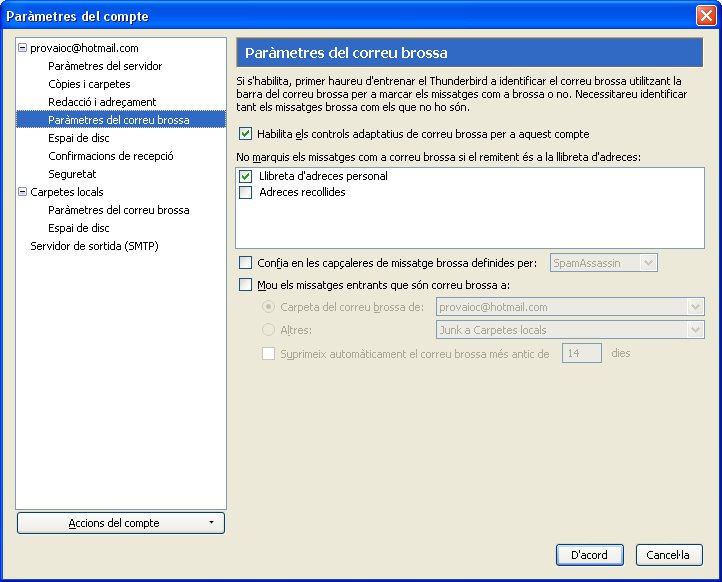 Paràmetres del compte
provaioc@hotmail.com
Paràmetres del servidor
Còpies i carpetes
Redacció i adreçament
Paràmetres del correu brossa
Espai de disc
Confirmacions de recepció
Seguretat
Carpetes locals
Paràmetres del correu brossa
Espai de disc
Servidor de sortida (SMTP)
Accions del compte
Paràmetres del correu brossa
Si s'habilita, primer haureu d'entrenar el Thunderbird a identificar el correu brossa utilitzant la
barra del correu brossa per a marcar els missatges com a brossa o no. Necessitareu identificar
tant els missatges brossa com els que no ho són.
Habilita els controls adaptatius de correu brossa per a aquest compte
No marquis els missatges com a correu brossa si el remitent és a la llibreta d'adreces:
Llibreta d'adreces personal
Adreces recollides
Confia en les capçaleres de missatge brossa definides per: SpamAssassin
Mou els missatges entrants que són correu brossa a:
Carpeta del correu brossa de: provaioc@hotmail.com
Altres: Junk a Carpetes locals
Suprimeix automàticament el correu brossa més antic de 14 dies
D'acord Cancel·la